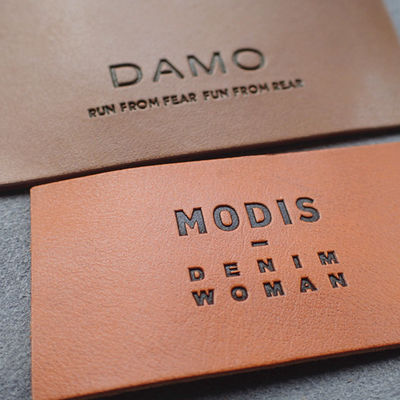 DAMO
RUN FROM FEAR FUN FROM REAR
MODIS
DENIM
WOMAN